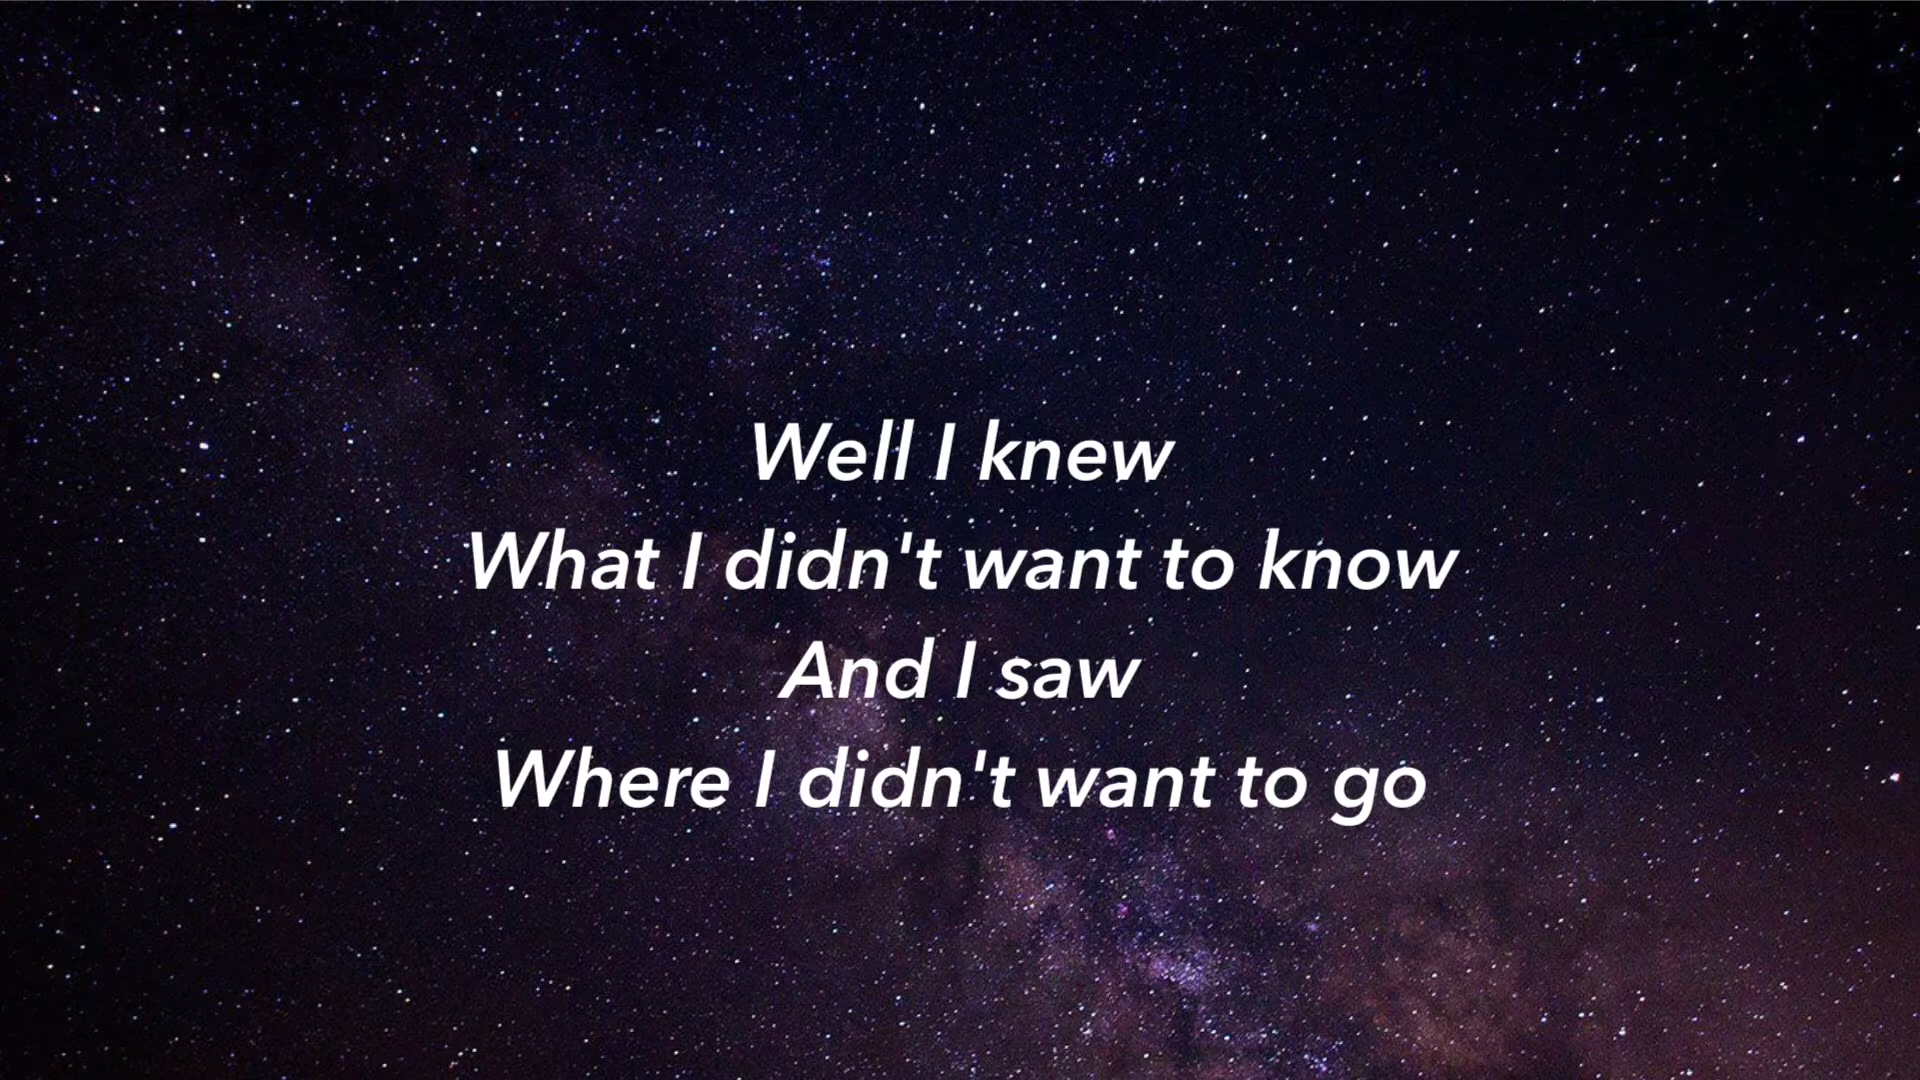 Well I knew
What I didn't want to know
And I saw
Where I didn't want to go